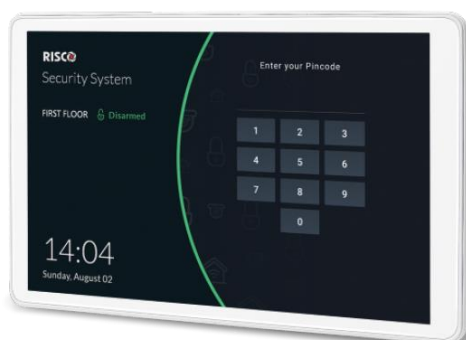 RISCO
Security System
FIRST FLOOR Disarmed
14:04
Sunday, August 02
Enter your Pincode
1 2 3
4 5 6
7 8 9
0